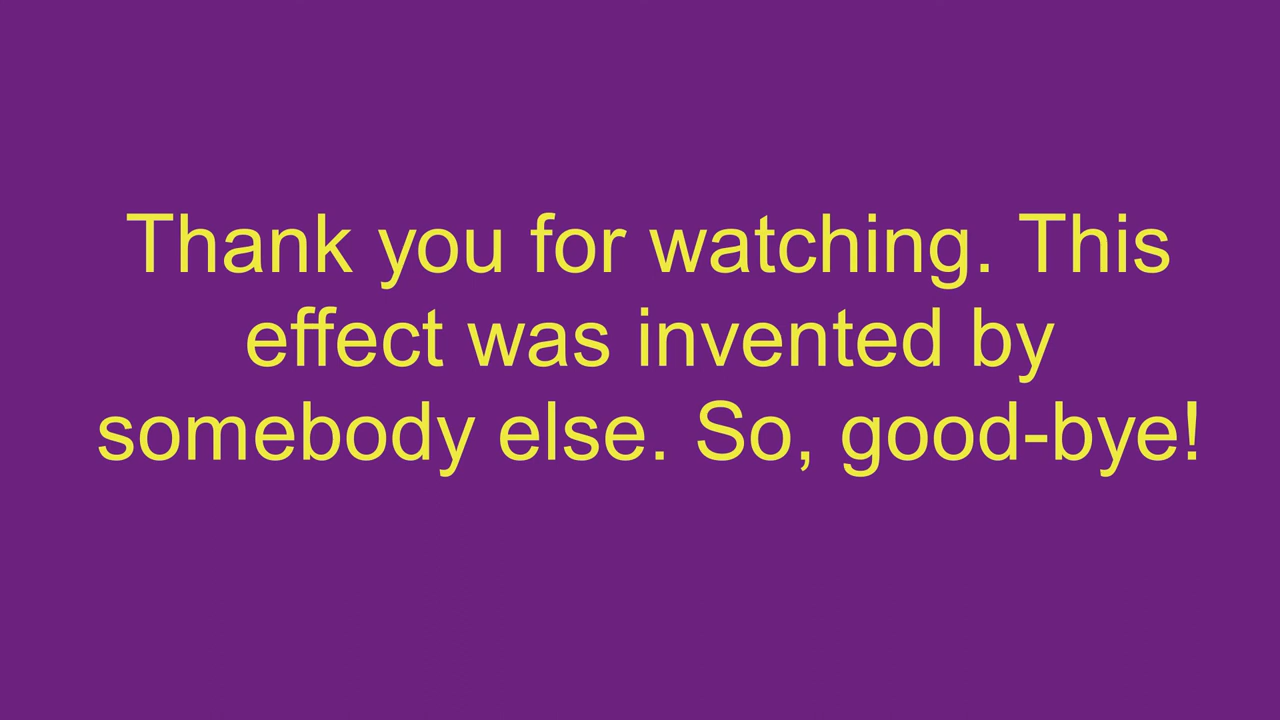 Thank you for watching. This
effect was invented by
somebody else. So, good-bye!